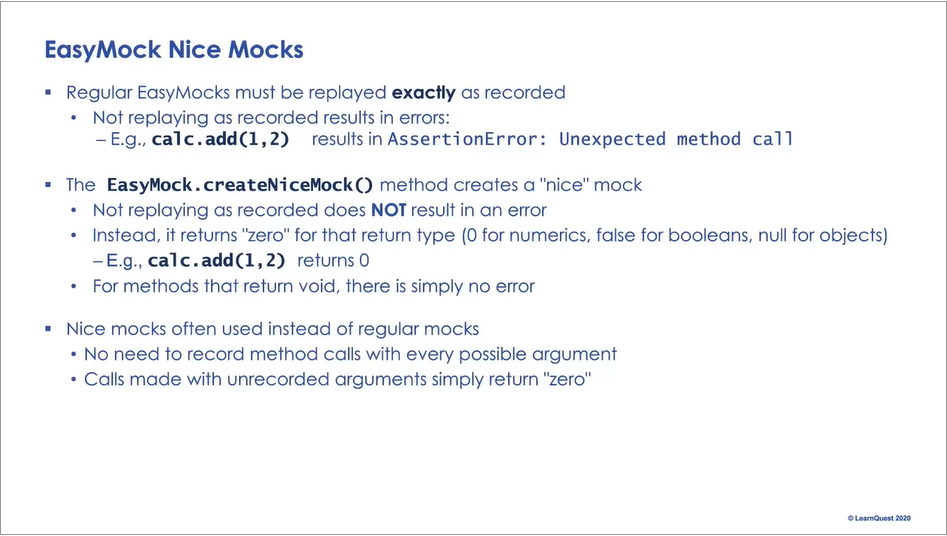 EasyMock Nice Mocks
▪ Regular EasyMocks must be replayed exactly as recorded
• Not replaying as recorded results in errors:
– E.g., calc.add(1,2) results in AssertionError: Unexpected method call
▪ The EasyMock.createNiceMock() method creates a "nice" mock
• Not replaying as recorded does NOT result in an error
• Instead, it returns "zero" for that return type (0 for numerics, false for booleans, null for objects)
– E.g., calc.add(1,2) returns 0
• For methods that return void, there is simply no error
▪ Nice mocks often used instead of regular mocks
• No need to record method calls with every possible argument
• Calls made with unrecorded arguments simply return "zero"
© LearnQuest 2020